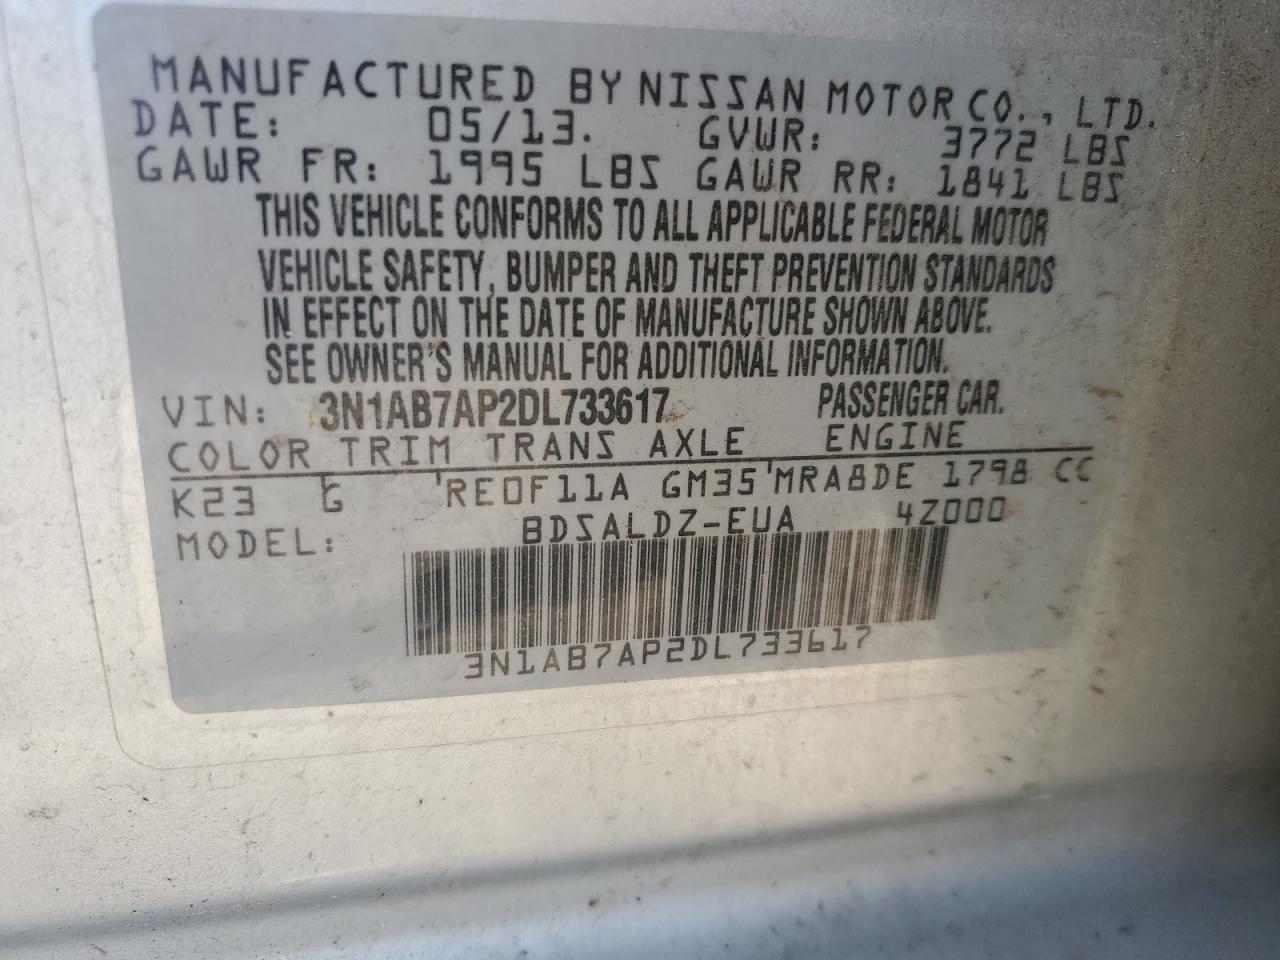 MANUFACTURED BY NISSAN MOTOR CO., LTD.
DATE: 05/13. GVWR: 3772 LBS
GAWR FR: 1995 LBS GAWR RR: 1841 LBS
THIS VEHICLE CONFORMS TO ALL APPLICABLE FEDERAL MOTOR
VEHICLE SAFETY, BUMPER AND THEFT PREVENTION STANDARDS
IN EFFECT ON THE DATE OF MANUFACTURE SHOWN ABOVE.
SEE OWNER'S MANUAL FOR ADDITIONAL INFORMATION.
VIN: 3N1AB7AP2DL733617 PASSENGER CAR.
COLOR TRIM TRANS AXLE ENGINE
K23 G 'RE0F11A GM35'MRA8DE 1798 CC
MODEL: BDSALDZ-EUA 4Z000
3N1AB7AP2DL733617